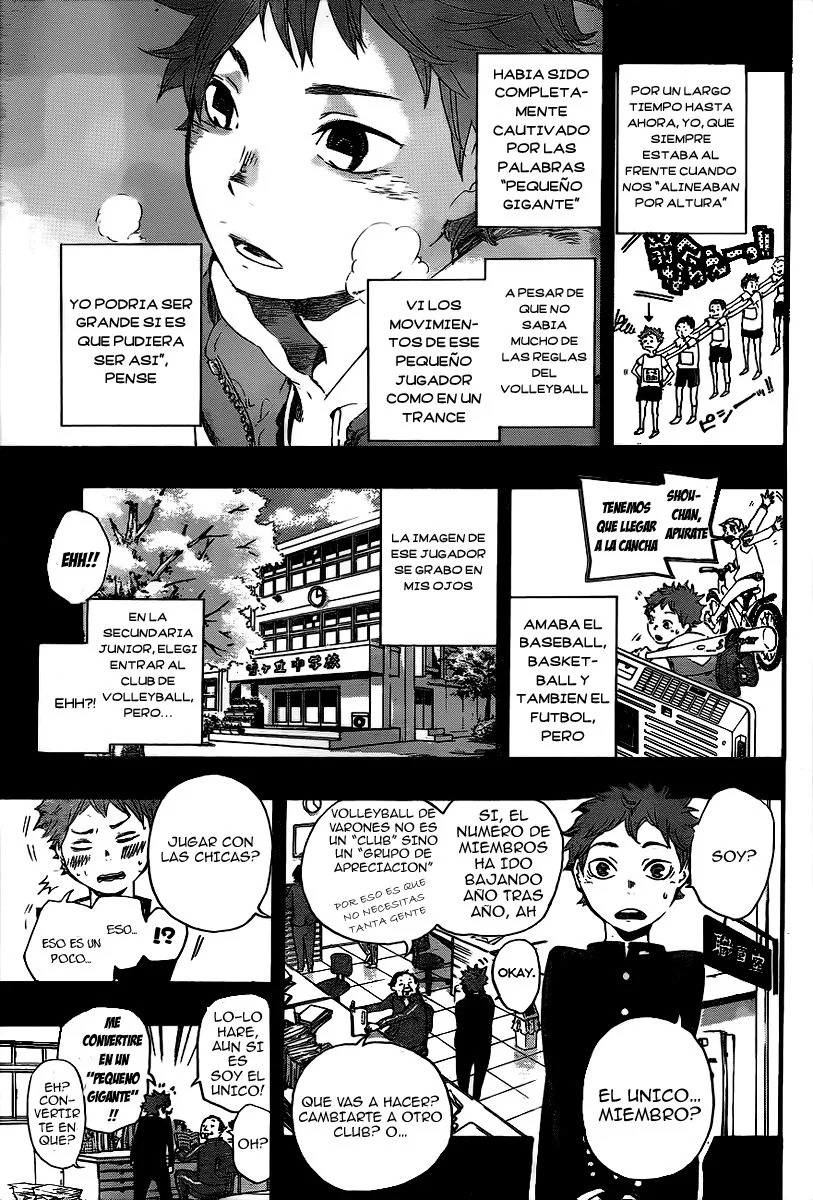 POR UN LARGO
TIEMPO HASTA
AHORA, YO, QUE
SIEMPRE
ESTABA AL
FRENTE CUANDO
NOS "ALINEABAN
POR ALTURA"
HABIA SIDO
COMPLETA-
MENTE
CAUTIVADO
POR LAS
PALABRAS
"PEQUEÑO
GIGANTE"
A PESAR DE
QUE NO
SABIA
MUCHO DE
LAS REGLAS
DEL
VOLLEYBALL
VI LOS
MOVIMIEN-
TOS DE ESE
PEQUEÑO
JUGADOR
COMO EN UN
TRANCE
YO PODRIA SER
GRANDE SI ES
QUE PUDIERA
SER ASI",
PENSE
SHOU-
CHAN,
APURATE
TENEMOS
QUE LLEGAR
A LA CANCHA
AMABA EL
BASEBALL,
BASKET-
BALL Y
TAMBIEN EL
FUTBOL,
PERO
LA IMAGEN DE
ESE JUGADOR
SE GRABO EN
MIS OJOS
EN LA
SECUNDARIA
JUNIOR, ELEGI
ENTRAR AL
CLUB DE
VOLLEYBALL,
PERO...
EHH!!
EHH?!
SOY?
EL UNICO...
MIEMBRO?
SI, EL
NUMERO DE
MIEMBROS
HA IDO
BAJANDO
AÑO TRAS
AÑO, AH
VOLLEYBALL DE
VARONES NO ES
UN "CLUB" SINO
UN "GRUPO DE
APRECIACION"
POR ESO ES QUE
NO NECESITAS
TANTA GENTE
OKAY.
QUE VAS A HACER?
CAMBIARTE A OTRO
CLUB? O...
JUGAR CON
LAS CHICAS?
!?
ESO...
ESO ES UN
POCO...
LO-LO
HARE,
AUN SI
ES
SOY EL
UNICO!
OH?
ME
CONVERTIRE
EN UN
"PEQUENO
GIGANTE"
!!
EH?
CON-
VERTIR
TE EN
QUE?